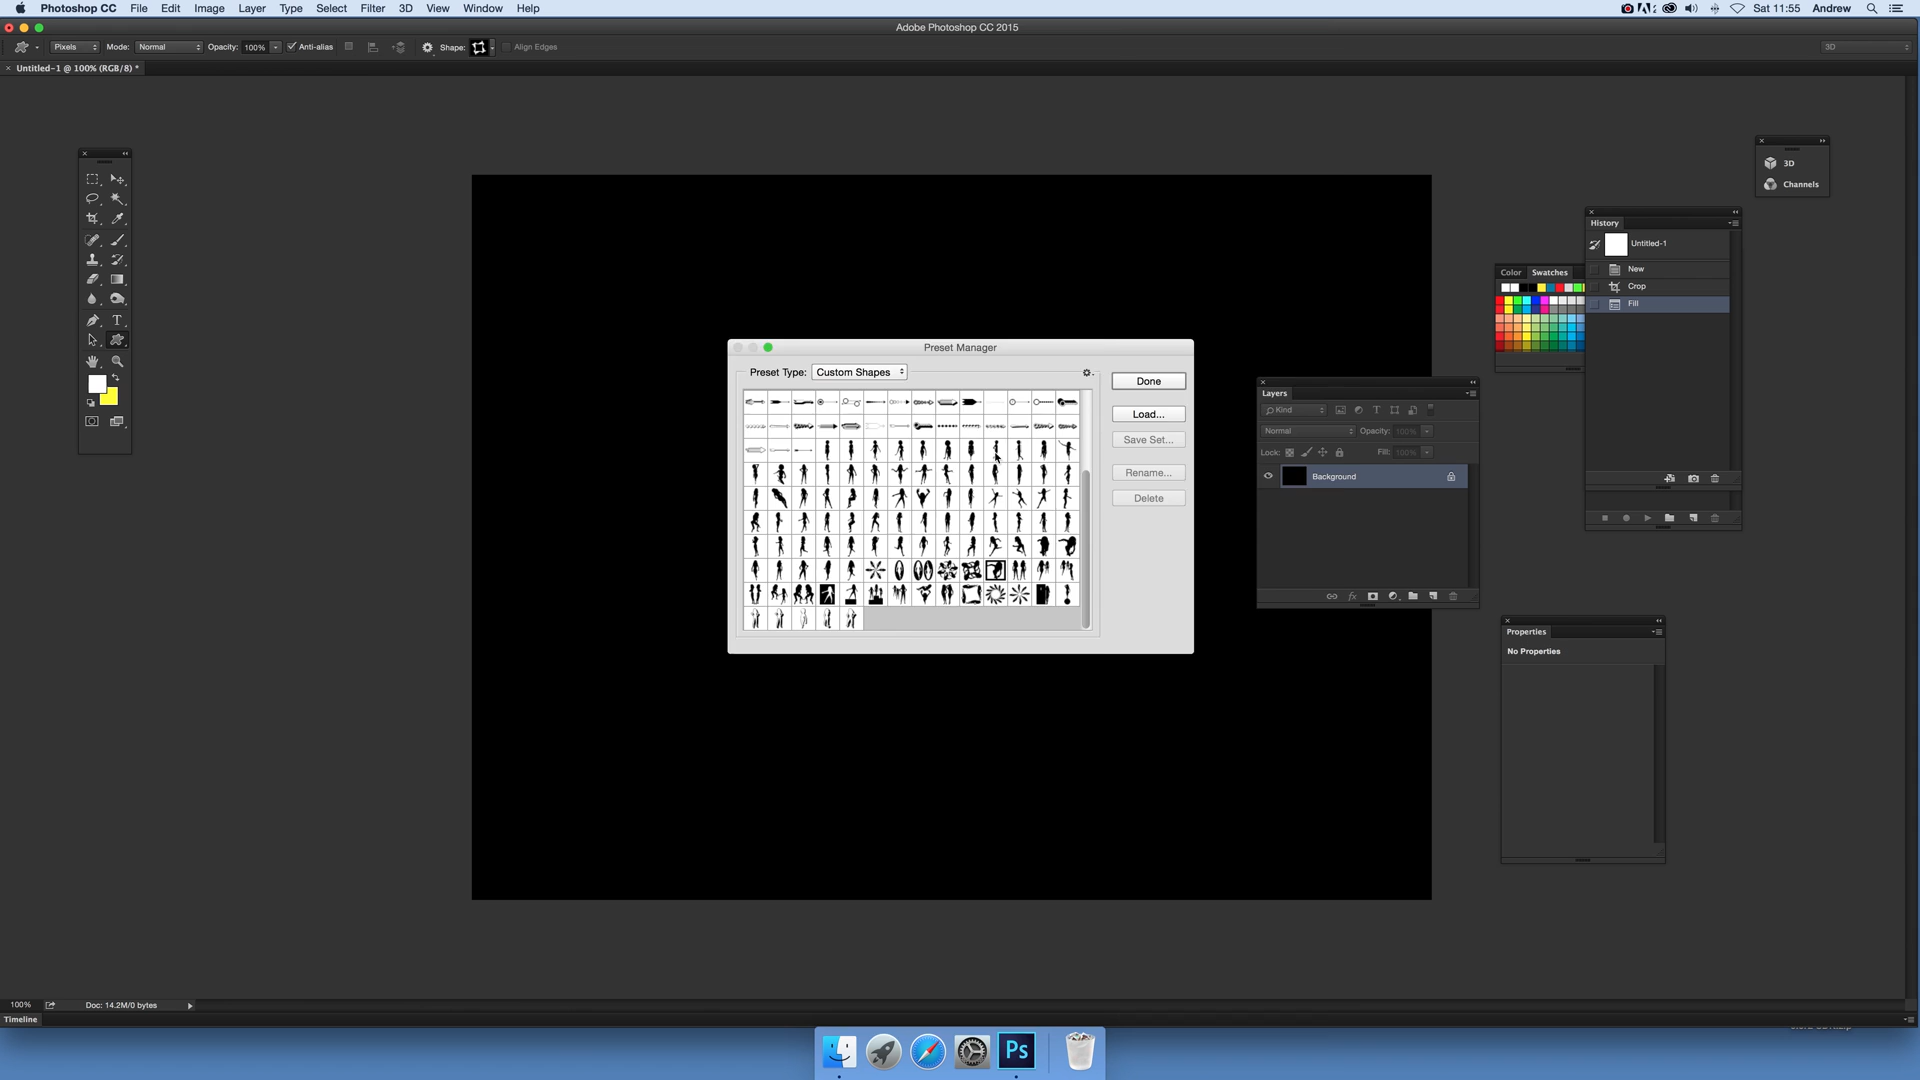 Photoshop CC File Edit Image Layer Type Select Filter 3D View Window Help Sat 11:55 Andrew
Adobe Photoshop CC 2015
Pixels Mode: Normal Opacity: 100% Anti-alias Shape: Align Edges 3D
Untitled-1 @ 100% (RGB/8) *
3D
Channels
History
Untitled-1
New
Crop
Fill
Color Swatches
Preset Manager
Preset Type: Custom Shapes
Done
Load...
Save Set...
Rename...
Delete
Layers
Kind
Normal Opacity: 100%
Lock: Fill: 100%
Background
Properties
No Properties
T
100% Doc: 14.2M/0 bytes
Timeline
Ps